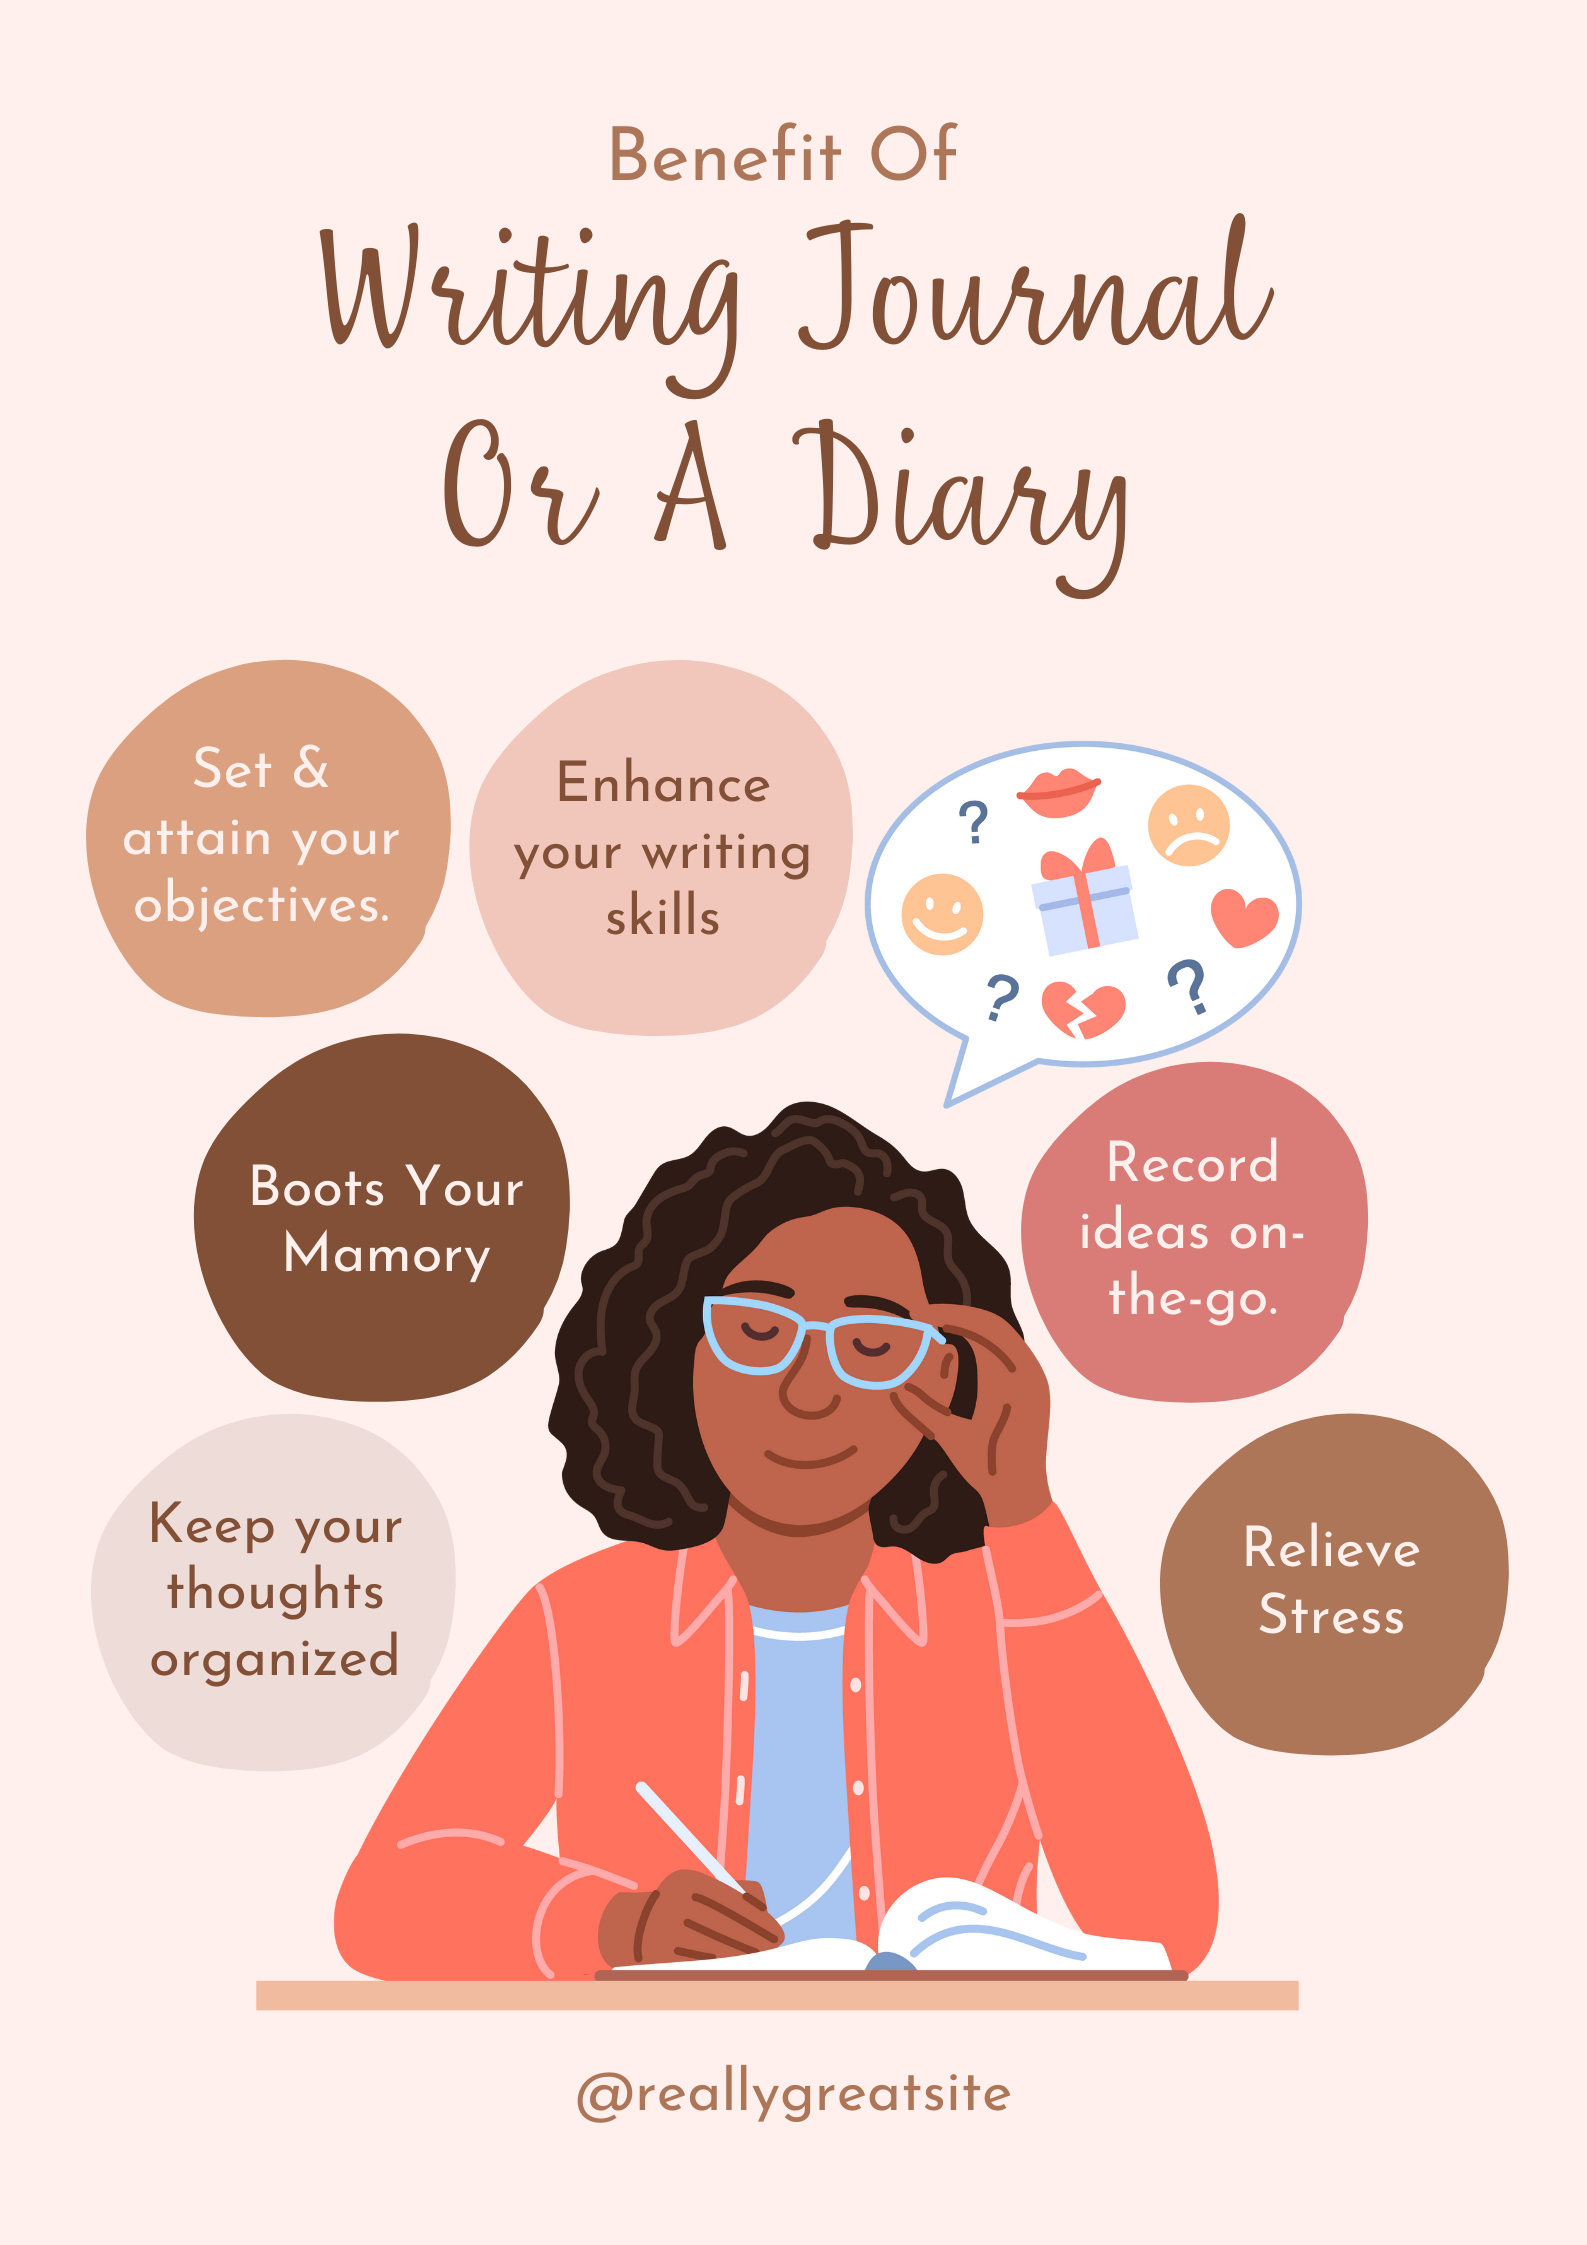 Benefit Of
Writing Journal
Or A Diary
Set &
attain your
objectives.
Enhance
your writing
skills
?
?
?
Boots Your
Mamory
Record
ideas on-
the-go.
Keep your
thoughts
organized
Relieve
Stress
@reallygreatsite